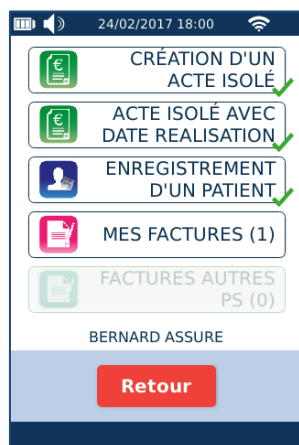 24/02/2017 18:00
CRÉATION D'UN
ACTE ISOLÉ
ACTE ISOLÉ AVEC
DATE REALISATION
ENREGISTREMENT
D'UN PATIENT
MES FACTURES (1)
FACTURES AUTRES
PS (0)
BERNARD ASSURE
Retour